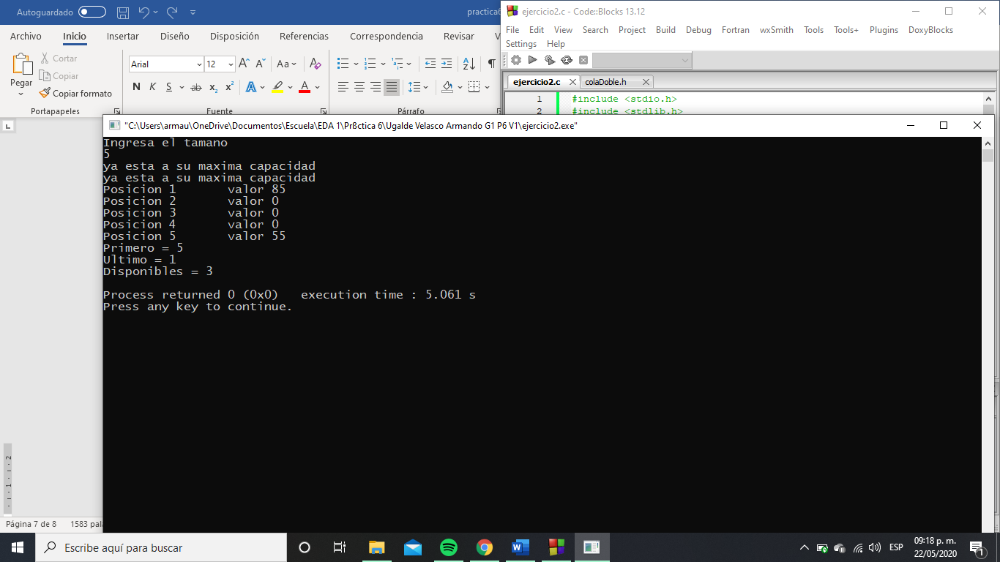 Autoguardado
practica6
Archivo Inicio Insertar Diseño Disposición Referencias Correspondencia Revisar V
Pegar
Cortar
Copiar
Copiar formato
Portapapeles
Arial 12
N K S ab x₂ x²
Aa
A A
Fuente
Párrafo
ejercicio2.c - Code::Blocks 13.12
File Edit View Search Project Build Debug Fortran wxSmith Tools Tools+ Plugins DoxyBlocks
Settings Help
ejercicio2.c colaDoble.h
1 #include <stdio.h>
2 #include <stdlib.h>
"C:\Users\armau\OneDrive\Documentos\Escuela\EDA 1\Prßctica 6\Ugalde Velasco Armando G1 P6 V1\ejercicio2.exe"
Ingresa el tamano
5
ya esta a su maxima capacidad
ya esta a su maxima capacidad
Posicion 1 valor 85
Posicion 2 valor 0
Posicion 3 valor 0
Posicion 4 valor 0
Posicion 5 valor 55
Primero = 5
Ultimo = 1
Disponibles = 3
Process returned 0 (0x0) execution time : 5.061 s
Press any key to continue.
2
1
Página 7 de 8 1583 pala
Escribe aquí para buscar
ESP
09:18 p. m.
22/05/2020
1